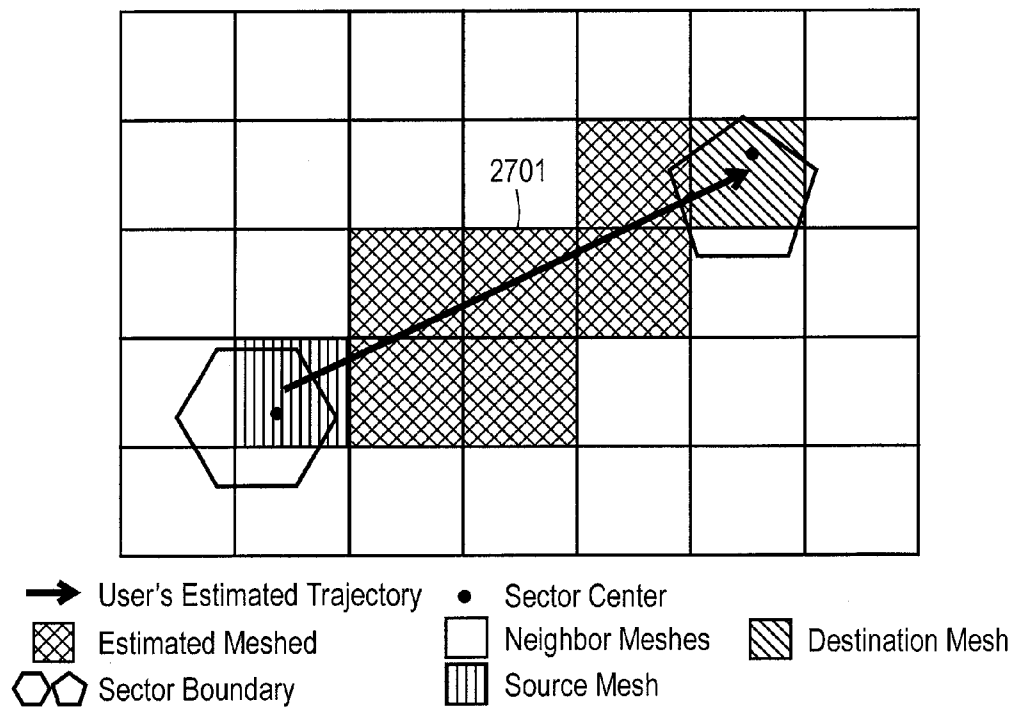 2701
User's Estimated Trajectory
Sector Center
Estimated Meshed
Neighbor Meshes
Destination Mesh
Sector Boundary
Source Mesh